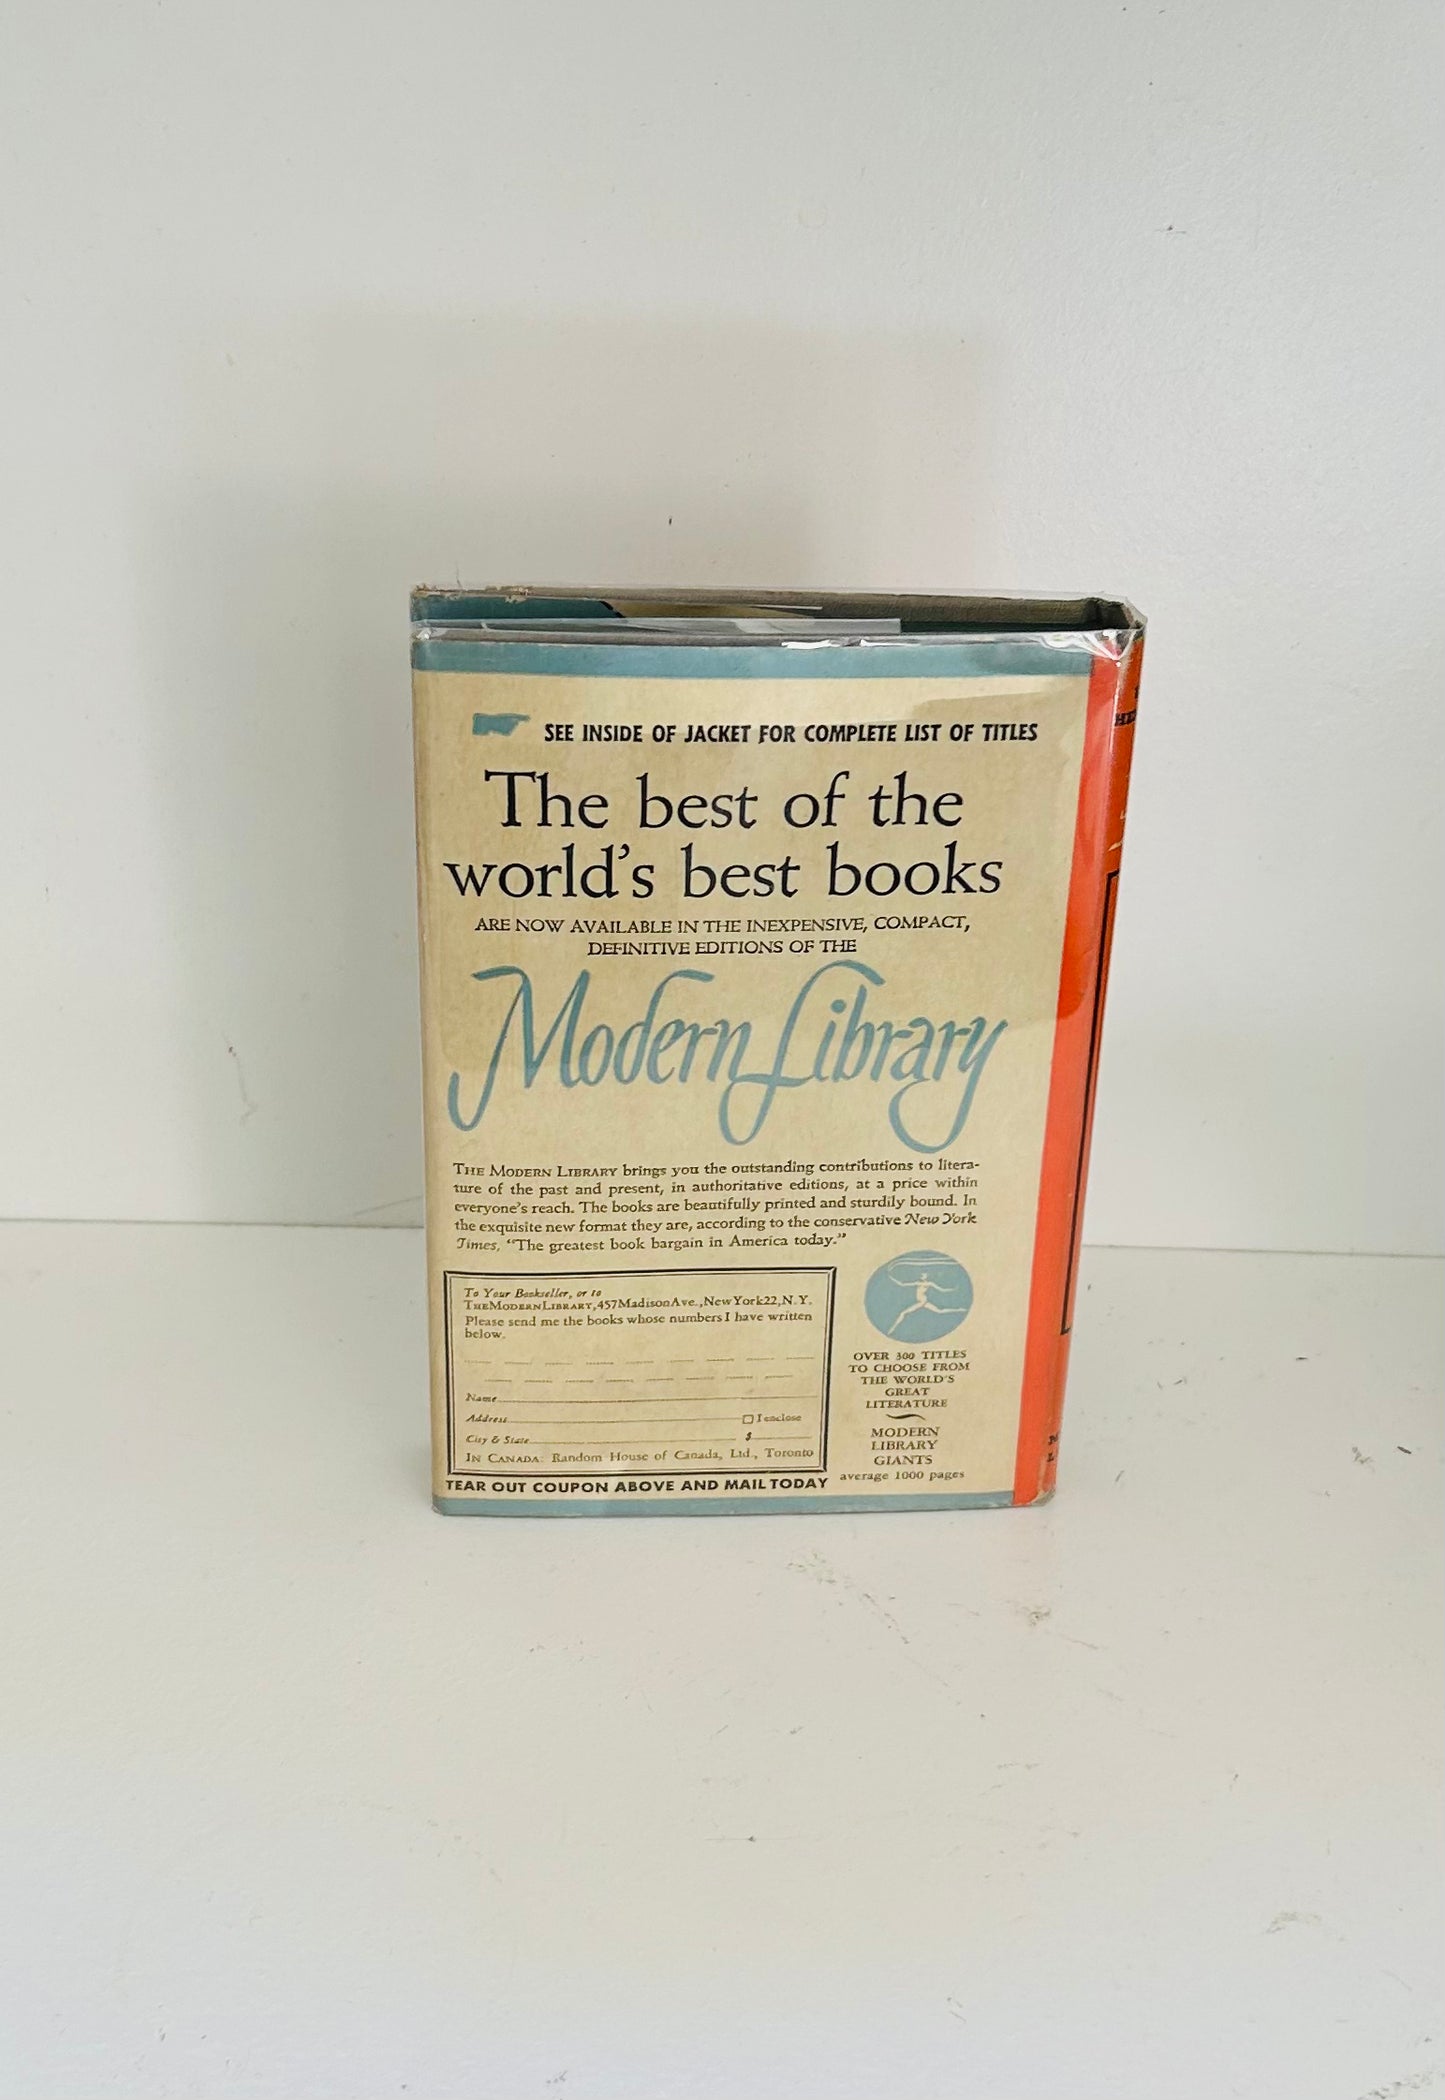 SEE INSIDE OF JACKET FOR COMPLETE LIST OF TITLES
The best of the
world's best books
ARE NOW AVAILABLE IN THE INEXPENSIVE, COMPACT,
DEFINITIVE EDITIONS OF THE
Modern Library
THE MODERN LIBRARY brings you the outstanding contributions to litera-
ture of the past and present, in authoritative editions, at a price within
everyone's reach. The books are beautifully printed and sturdily bound. In
the exquisite new format they are, according to the conservative New York
Times, "The greatest book bargain in America today."
To Your Bookseller, or to
THE MODERN LIBRARY, 457 Madison Ave., New York 22, N. Y.
Please send me the books whose numbers I have written
below.
Name
Address I enclose
City & State $
IN CANADA: Random House of Canada, Ltd., Toronto
TEAR OUT COUPON ABOVE AND MAIL TODAY
OVER 300 TITLES
TO CHOOSE FROM
THE WORLD'S
GREAT
LITERATURE
MODERN
LIBRARY
GIANTS
average 1000 pages